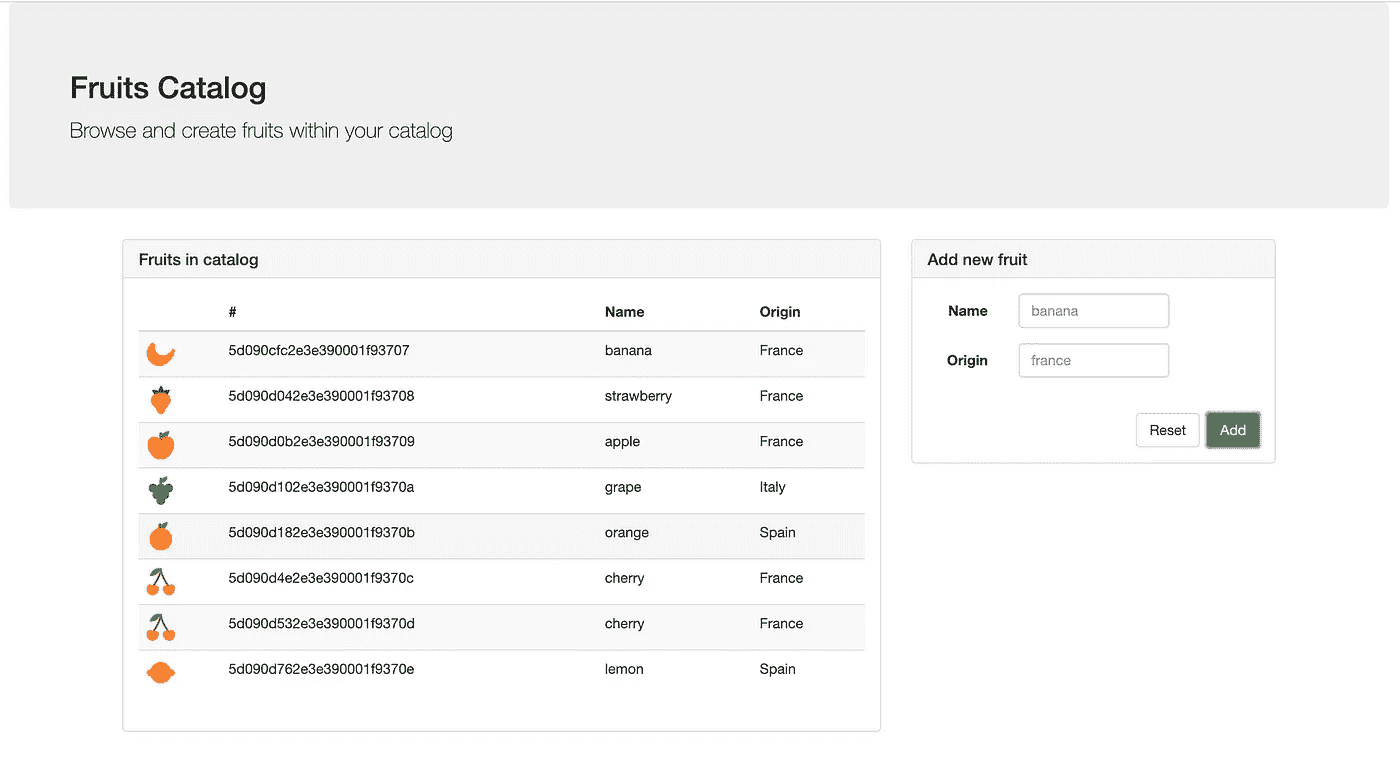 Fruits Catalog
Browse and create fruits within your catalog
Fruits in catalog
# Name Origin
5d090cfc2e3e390001f93707 banana France
5d090d042e3e390001f93708 strawberry France
5d090d0b2e3e390001f93709 apple France
5d090d102e3e390001f9370a grape Italy
5d090d182e3e390001f9370b orange Spain
5d090d4e2e3e390001f9370c cherry France
5d090d532e3e390001f9370d cherry France
5d090d762e3e390001f9370e lemon Spain
Add new fruit
Name banana
Origin france
Reset Add